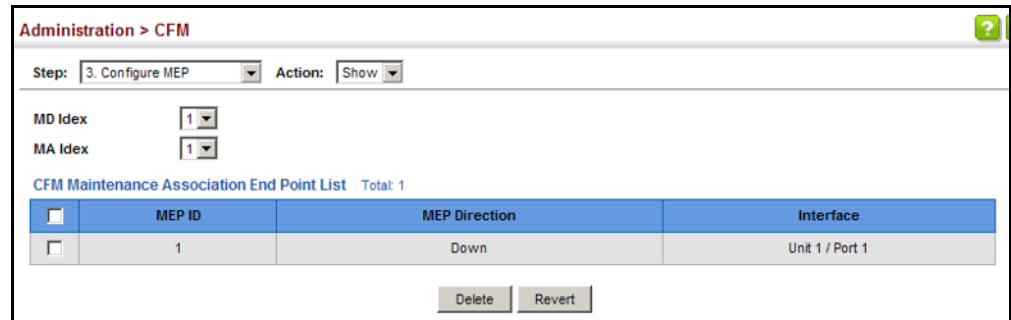 Administration > CFM
?
Step: 3. Configure MEP Action: Show
MD Idex 1
MA Idex 1
CFM Maintenance Association End Point List Total: 1
MEP ID MEP Direction Interface
1 Down Unit 1 / Port 1
Delete Revert